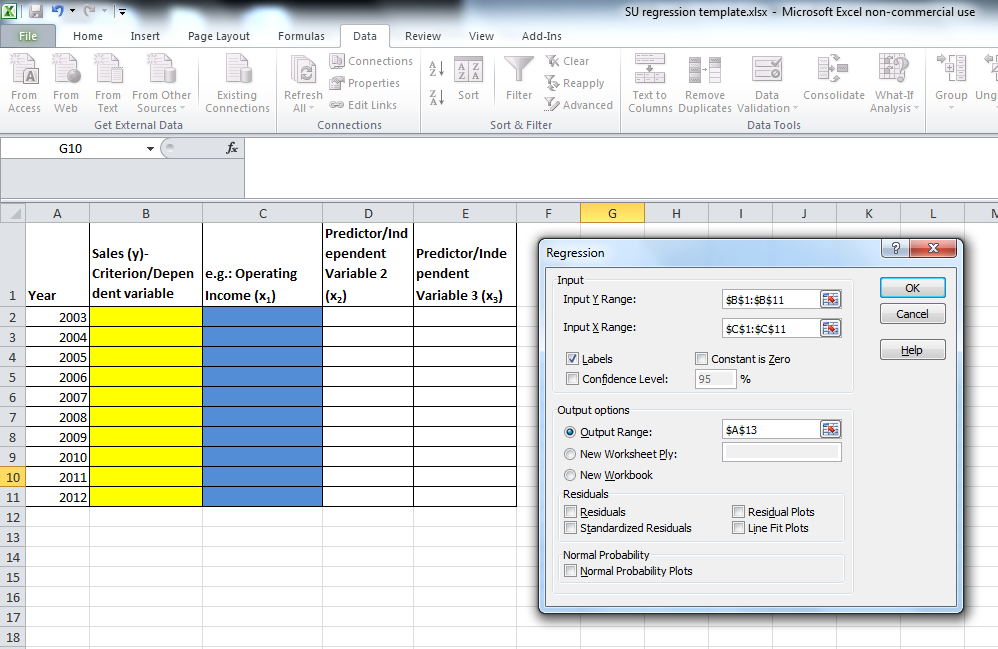 SU regression template.xlsx - Microsoft Excel non-commercial use
File Home Insert Page Layout Formulas Data Review View Add-Ins
From Access
From Web
From Text
From Other Sources
Existing Connections
Get External Data
Refresh All
Connections
Properties
Edit Links
Connections
Sort
Filter
Clear
Reapply
Advanced
Sort & Filter
Text to Columns
Remove Duplicates
Data Validation
Consolidate
What-If Analysis
Data Tools
Group
Ung
G10 fx
A B C D E F G H I J K L M
1 Year
Sales (y)-
Criterion/Depen
dent variable
e.g.: Operating
Income (x1)
Predictor/Ind
ependent
Variable 2
(x2)
Predictor/Inde
pendent
Variable 3 (x3)
2 2003
3 2004
4 2005
5 2006
6 2007
7 2008
8 2009
9 2010
10 2011
11 2012
12
13
14
15
16
17
18
Regression
Input
Input Y Range: $B$1:$B$11
Input X Range: $C$1:$C$11
Labels Constant is Zero
Confidence Level: 95 %
OK
Cancel
Help
Output options
Output Range: $A$13
New Worksheet Ply:
New Workbook
Residuals
Residuals Residual Plots
Standardized Residuals Line Fit Plots
Normal Probability
Normal Probability Plots